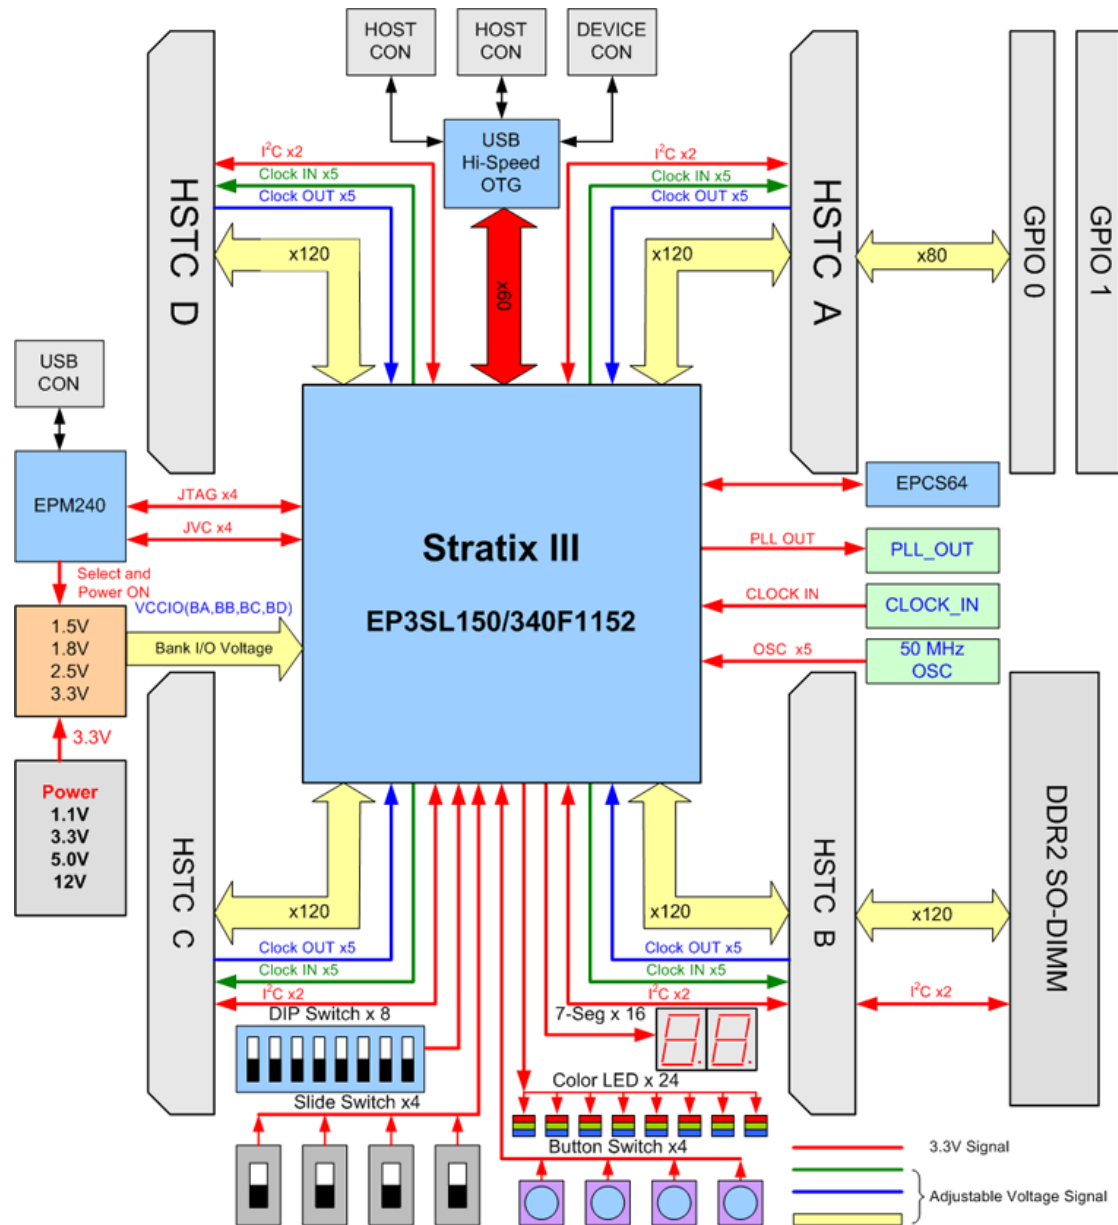 HOST
CON
HOST
CON
DEVICE
CON
USB
Hi-Speed
OTG
I²C x2
Clock IN x5
Clock OUT x5
x120
HSTC D
x60
I²C x2
Clock IN x5
Clock OUT x5
x120
HSTC A
x80
GPIO 0
GPIO 1
USB
CON
EPM240
JTAG x4
JVC x4
Select and
Power ON
VCCIO(BA,BB,BC,BD)
Bank I/O Voltage
1.5V
1.8V
2.5V
3.3V
3.3V
Power
1.1V
3.3V
5.0V
12V
Stratix III
EP3SL150/340F1152
EPCS64
PLL OUT
PLL_OUT
CLOCK IN
CLOCK_IN
OSC x5
50 MHz
OSC
HSTC C
x120
Clock OUT x5
Clock IN x5
I²C x2
x120
Clock OUT x5
Clock IN x5
I²C x2
HSTC B
x120
I²C x2
DDR2 SO-DIMM
DIP Switch x 8
7-Seg x 16
Slide Switch x4
Color LED x 24
Button Switch x4
3.3V Signal
Adjustable Voltage Signal